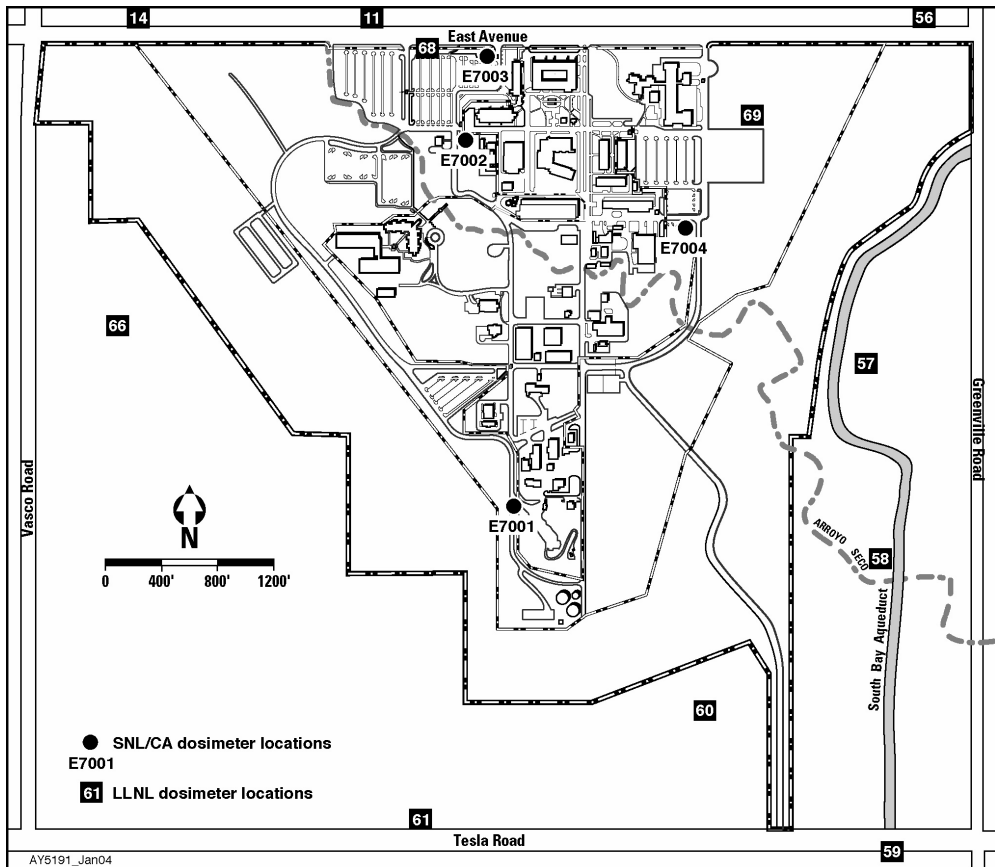 14
11
56
East Avenue
68
E7003
69
E7002
E7004
66
57
Greenville Road
Vasco Road
E7001
N
0 400' 800' 1200'
ARROYO SECO
58
South Bay Aqueduct
60
SNL/CA dosimeter locations
E7001
61 LLNL dosimeter locations
61
Tesla Road
59
AY5191_Jan04